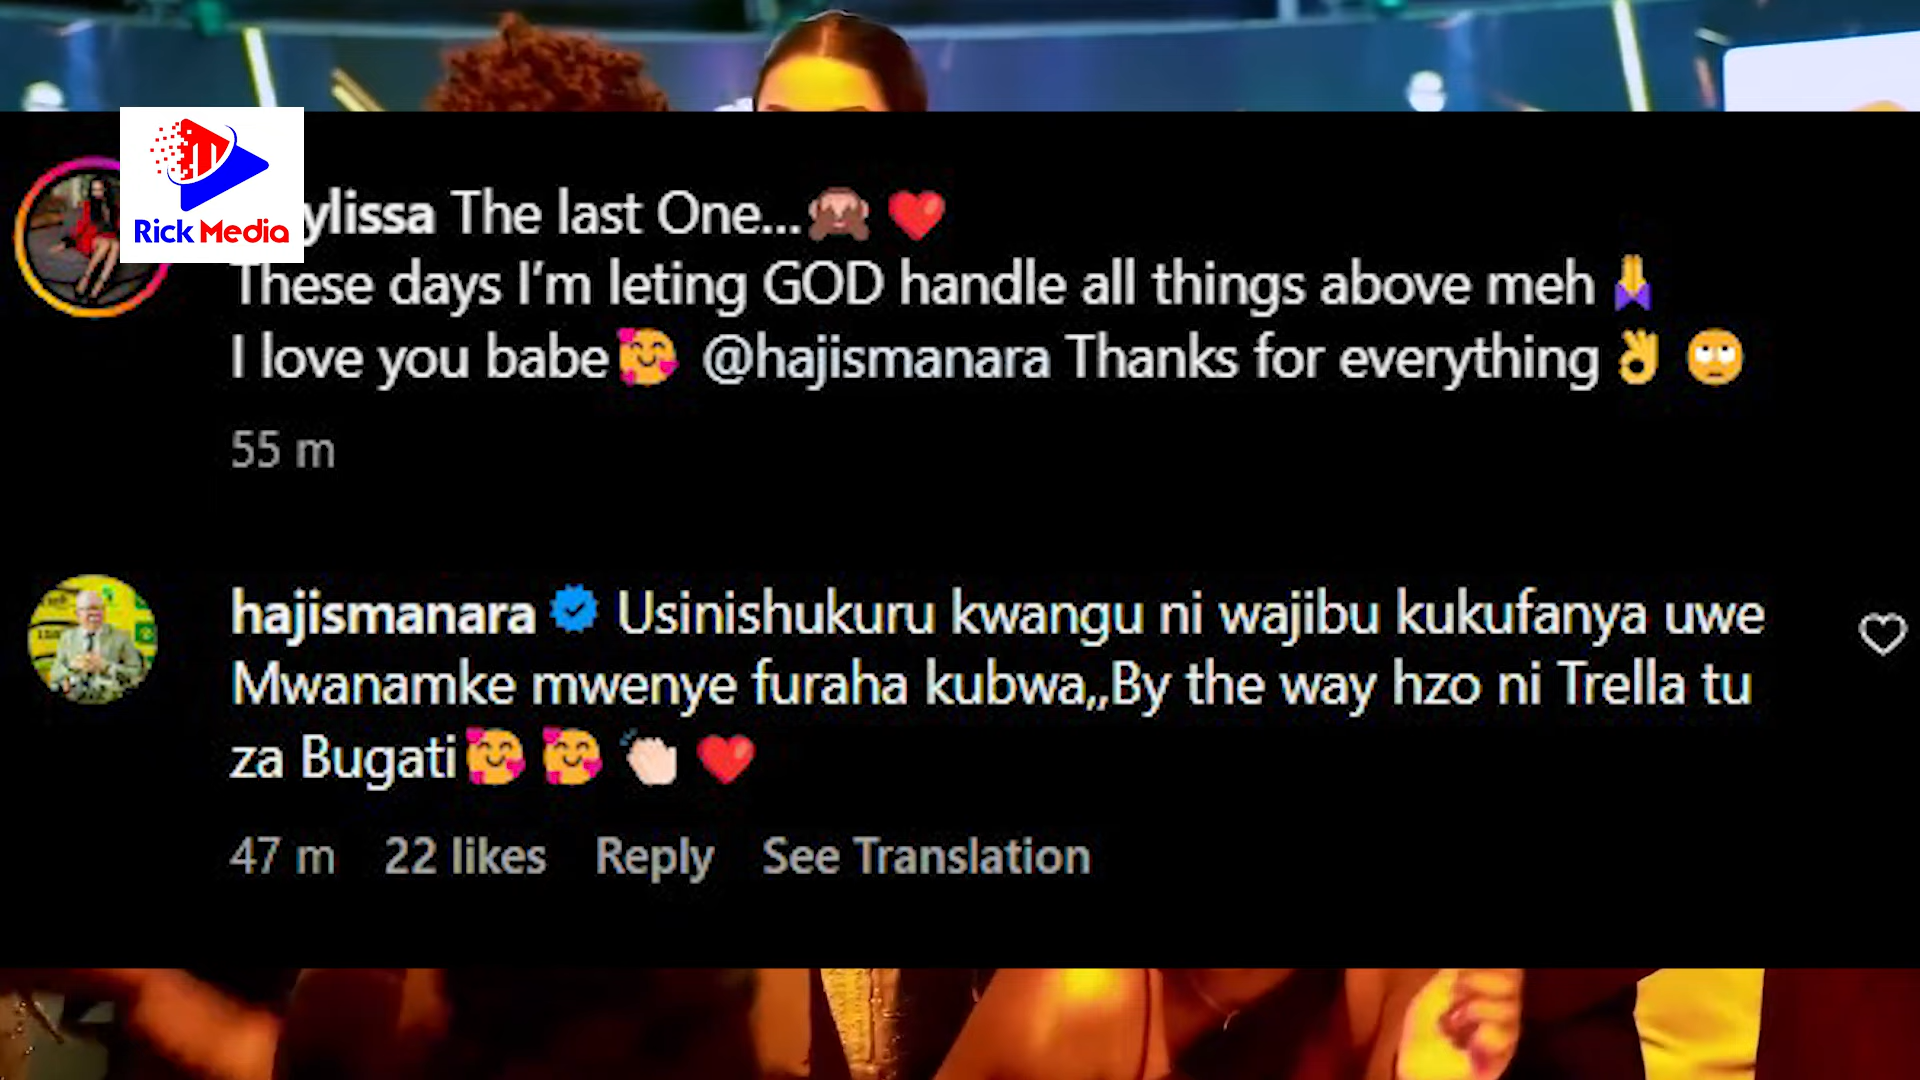 Rick Media
ylissa The last One...🙈 ❤️
These days I'm leting GOD handle all things above meh🙏
I love you babe🥰 @hajismanara Thanks for everything👌 🙄
55 m
hajismanara Usinishukuru kwangu ni wajibu kukufanya uwe
Mwanamke mwenye furaha kubwa,,By the way hzo ni Trella tu
za Bugati🥰 🥰 👏🏻 ❤️
47 m 22 likes Reply See Translation